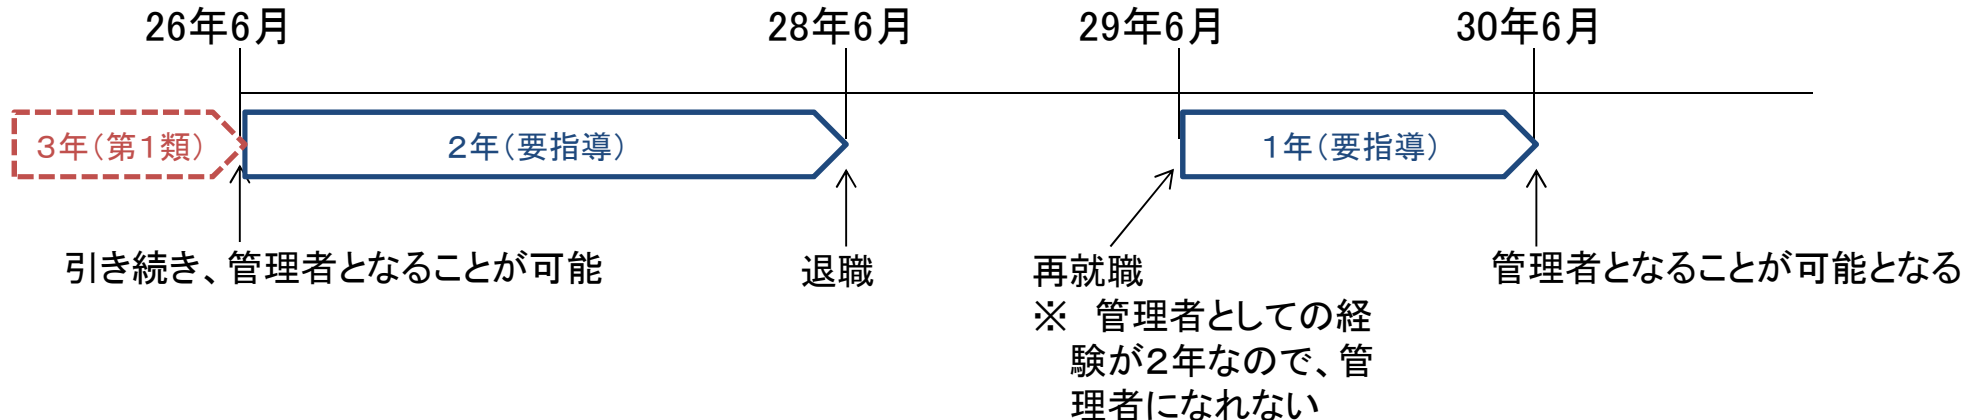 26年6月
28年6月
29年6月
30年6月
3年(第1類)
2年(要指導)
1年(要指導)
引き続き、管理者となることが可能
退職
再就職
管理者となることが可能となる
※ 管理者としての経
験が2年なので、管
理者になれない